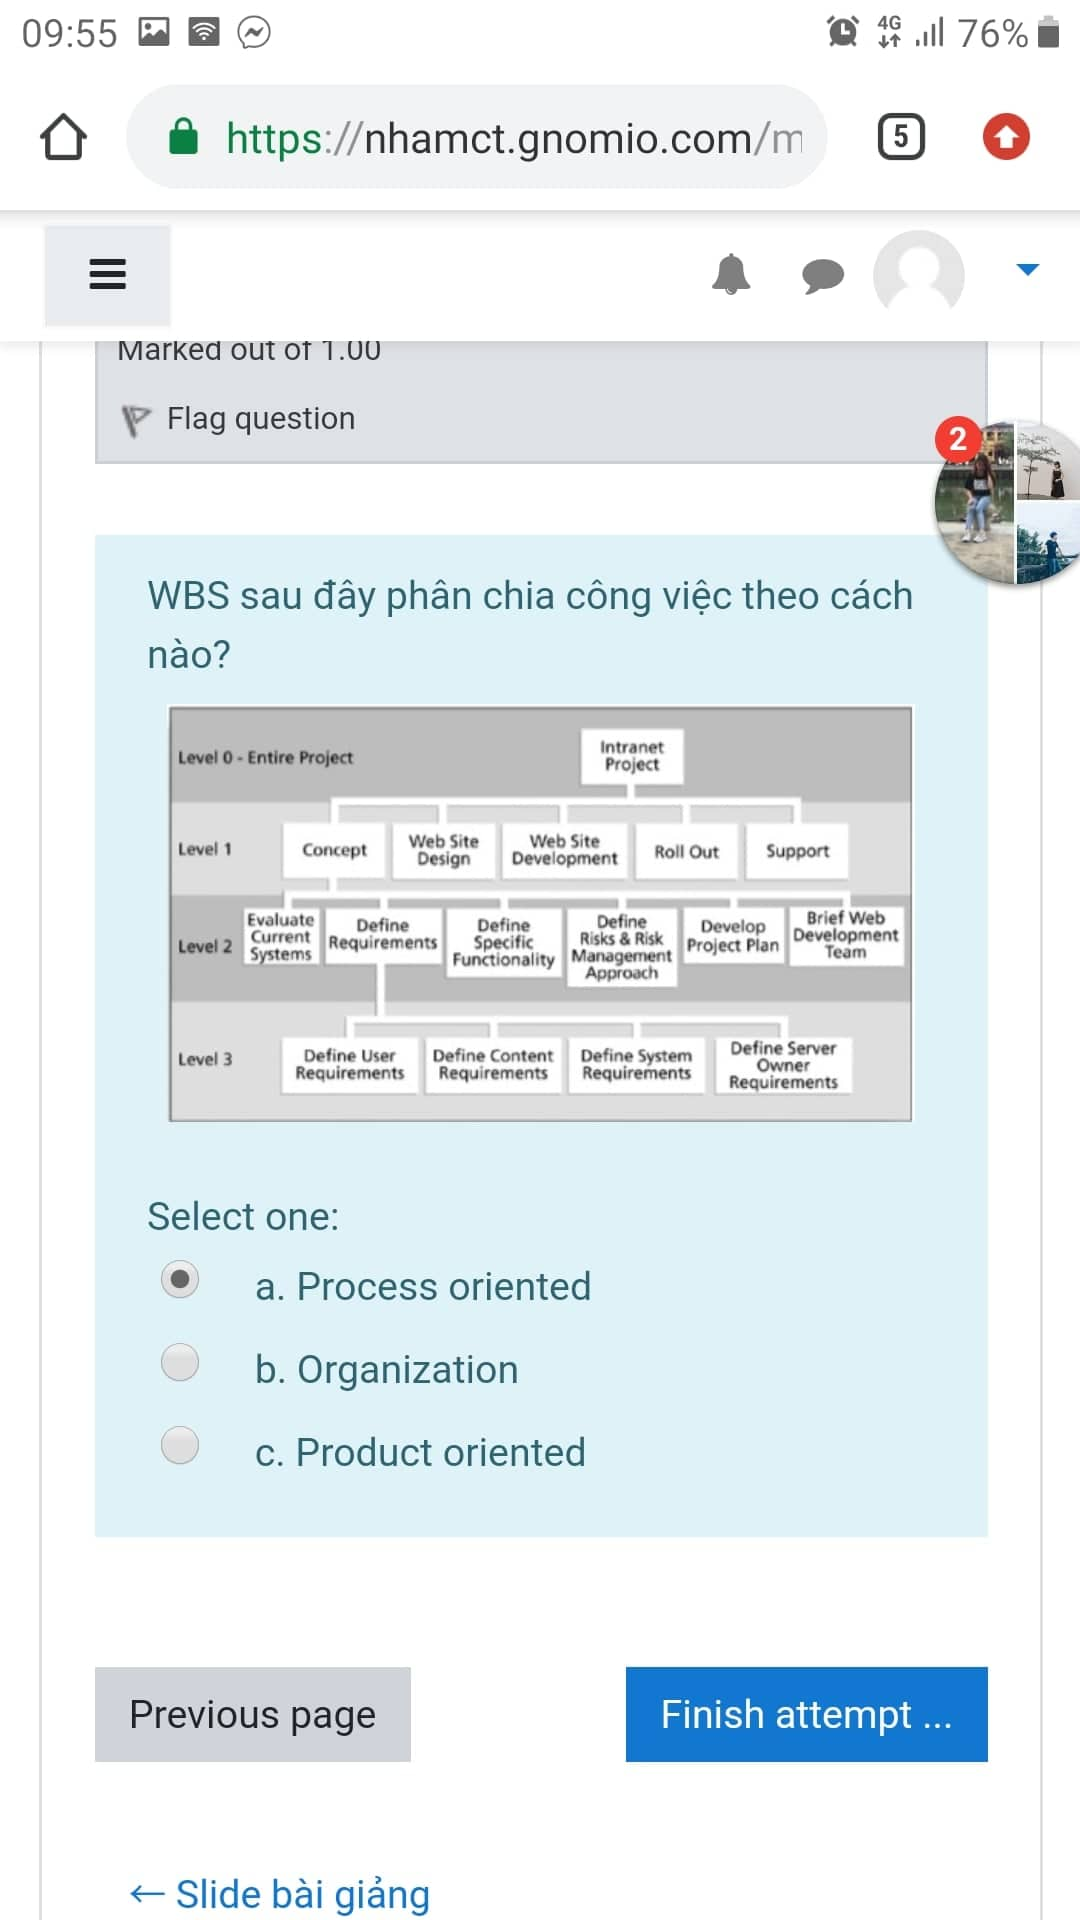 09:55
4G
76%
https://nhamct.gnomio.com/m
5
Marked out of 1.00
Flag question
2
WBS sau đây phân chia công việc theo cách
nào?
Level 0 - Entire Project
Intranet
Project
Level 1
Concept
Web Site
Design
Web Site
Development
Roll Out
Support
Level 2
Evaluate
Current
Systems
Define
Requirements
Define
Specific
Functionality
Define
Risks & Risk
Management
Approach
Develop
Project Plan
Brief Web
Development
Team
Level 3
Define User
Requirements
Define Content
Requirements
Define System
Requirements
Define Server
Owner
Requirements
Select one:
a. Process oriented
b. Organization
c. Product oriented
Previous page
Finish attempt ...
← Slide bài giảng